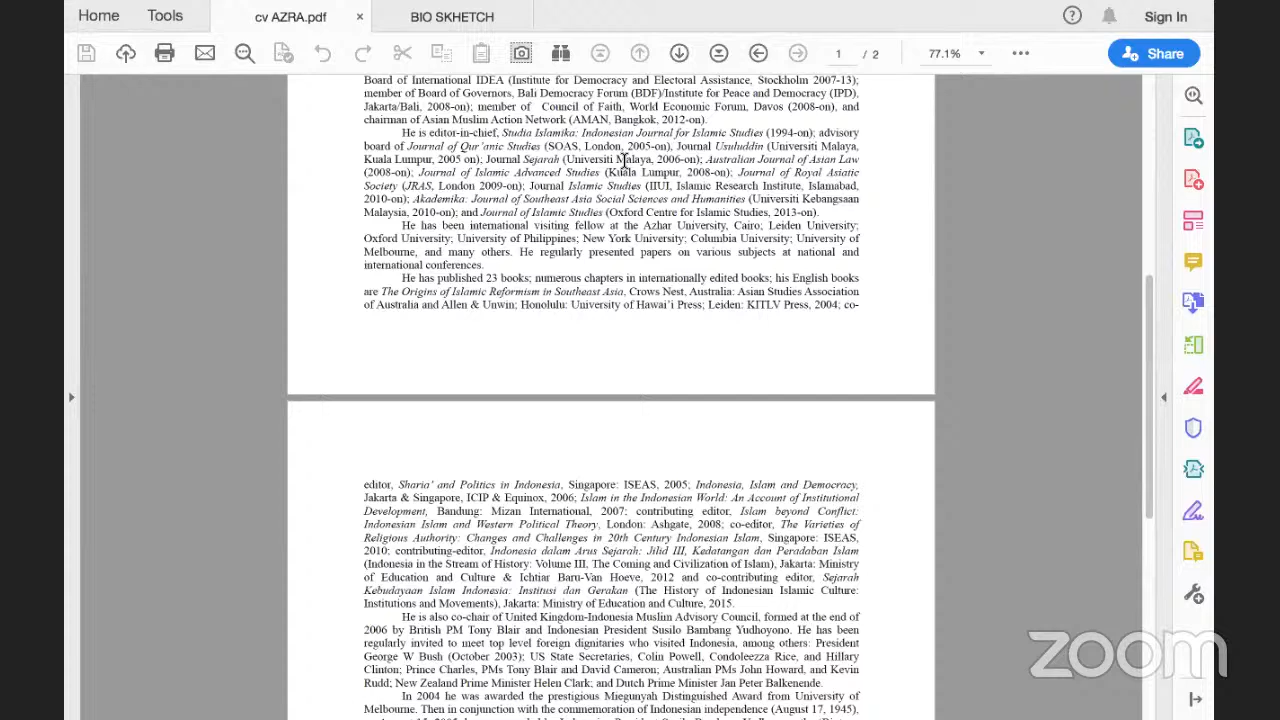 Home Tools cv AZRA.pdf × BIO SKHETCH ? Sign In
1 / 2 77.1% Share
Board of International IDEA (Institute for Democracy and Electoral Assistance, Stockholm 2007-13);
member of Board of Governors, Bali Democracy Forum (BDF)/Institute for Peace and Democracy (IPD),
Jakarta/Bali, 2008-on); member of Council of Faith, World Economic Forum, Davos (2008-on), and
chairman of Asian Muslim Action Network (AMAN, Bangkok, 2012-on).
He is editor-in-chief, Studia Islamika: Indonesian Journal for Islamic Studies (1994-on); advisory
board of Journal of Qur'anic Studies (SOAS, London, 2005-on), Journal Usuluddin (Universiti Malaya,
Kuala Lumpur, 2005 on); Journal Sejarah (Universiti Malaya, 2006-on); Australian Journal of Asian Law
(2008-on); Journal of Islamic Advanced Studies (Kuala Lumpur, 2008-on); Journal of Royal Asiatic
Society (JRAS, London 2009-on); Journal Islamic Studies (IIUI, Islamic Research Institute, Islamabad,
2010-on); Akademika: Journal of Southeast Asia Social Sciences and Humanities (Universiti Kebangsaan
Malaysia, 2010-on); and Journal of Islamic Studies (Oxford Centre for Islamic Studies, 2013-on).
He has been international visiting fellow at the Azhar University, Cairo; Leiden University;
Oxford University; University of Philippines; New York University; Columbia University; University of
Melbourne, and many others. He regularly presented papers on various subjects at national and
international conferences.
He has published 23 books; numerous chapters in internationally edited books; his English books
are The Origins of Islamic Reformism in Southeast Asia, Crows Nest, Australia: Asian Studies Association
of Australia and Allen & Unwin; Honolulu: University of Hawai'i Press; Leiden: KITLV Press, 2004; co-
editor, Sharia' and Politics in Indonesia, Singapore: ISEAS, 2005; Indonesia, Islam and Democracy,
Jakarta & Singapore, ICIP & Equinox, 2006; Islam in the Indonesian World: An Account of Institutional
Development, Bandung: Mizan International, 2007; contributing editor, Islam beyond Conflict:
Indonesian Islam and Western Political Theory, London: Ashgate, 2008; co-editor, The Varieties of
Religious Authority: Changes and Challenges in 20th Century Indonesian Islam, Singapore: ISEAS,
2010; contributing-editor, Indonesia dalam Arus Sejarah: Jilid III, Kedatangan dan Peradaban Islam
(Indonesia in the Stream of History: Volume III, The Coming and Civilization of Islam), Jakarta: Ministry
of Education and Culture & Ichtiar Baru-Van Hoeve, 2012 and co-contributing editor, Sejarah
Kebudayaan Islam Indonesia: Institusi dan Gerakan (The History of Indonesian Islamic Culture:
Institutions and Movements), Jakarta: Ministry of Education and Culture, 2015.
He is also co-chair of United Kingdom-Indonesia Muslim Advisory Council, formed at the end of
2006 by British PM Tony Blair and Indonesian President Susilo Bambang Yudhoyono. He has been
regularly invited to meet top level foreign dignitaries who visited Indonesia, among others: President
George W Bush (October 2003); US State Secretaries, Colin Powell, Condoleezza Rice, and Hillary
Clinton; Prince Charles, PMs Tony Blair and David Cameron; Australian PMs John Howard, and Kevin
Rudd; New Zealand Prime Minister Helen Clark; and Dutch Prime Minister Jan Peter Balkenende.
In 2004 he was awarded the prestigious Miegunyah Distinguished Award from University of
Melbourne. Then in conjunction with the commemoration of Indonesian independence (August 17, 1945),
zoom